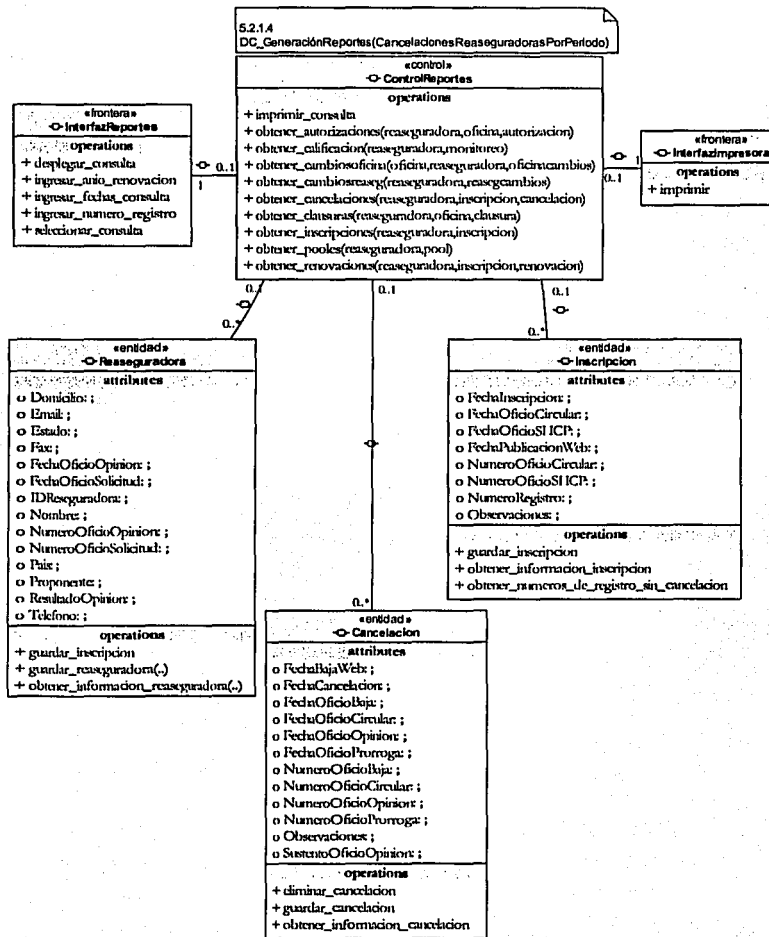 5.2.1.4
DC_GeneraciónReportes(CancelacionesReaseguradorasPorPeriodo)
«control»
ControlReportes
operations
+ imprimir_consulta
+ obtener_autorizaciones(reaseguradora,oficina,autorizacion)
+ obtener_calificacion(reaseguradora,monitoreo)
+ obtener_cambiosoficina(oficina,reaseguradora,oficinacambios)
+ obtener_cambiosreaseg(reaseguradora,reasegcambios)
+ obtener_cancelaciones(reaseguradora,inscripcion,cancelacion)
+ obtener_clausuras(reaseguradora,oficina,clausura)
+ obtener_inscripciones(reaseguradora,inscripcion)
+ obtener_pooles(reaseguradora,pool)
+ obtener_renovaciones(reaseguradora,inscripcion,renovacion)
«frontera»
InterfazReportes
operations
+ desplegar_consulta
+ ingresar_anio_renovacion
+ ingresar_fechas_consulta
+ ingresar_numero_registro
+ seleccionar_consulta
0..1
1
«frontera»
InterfazImpresora
operations
+ imprimir
1
0..1
0..1
0..1
0..1
0..*
0..*
0..*
«entidad»
Reaseguradora
attributes
o Domicilio: ;
o Email: ;
o Estado: ;
o Fax: ;
o FechaOficioOpinion: ;
o FechaOficioSolicitud: ;
o IDReseguradora: ;
o Nombre: ;
o NumeroOficioOpinion: ;
o NumeroOficioSolicitud: ;
o Pais: ;
o Proponente: ;
o ResultadoOpinion: ;
o Telefono: ;
operations
+ guardar_inscripcion
+ guardar_reaseguradora(..)
+ obtener_informacion_reaseguradora(..)
«entidad»
Inscripcion
attributes
o FechaInscripcion: ;
o FechaOficioCircular: ;
o FechaOficioSHCP: ;
o FechaPublicacionWeb: ;
o NumeroOficioCircular: ;
o NumeroOficioSHCP: ;
o NumeroRegistro: ;
o Observaciones: ;
operations
+ guardar_inscripcion
+ obtener_informacion_inscripcion
+ obtener_numeros_de_registro_sin_cancelacion
«entidad»
Cancelacion
attributes
o FechaBajaWeb: ;
o FechaCancelacion: ;
o FechaOficioBaja: ;
o FechaOficioCircular: ;
o FechaOficioOpinion: ;
o FechaOficioProrroga: ;
o NumeroOficioBaja: ;
o NumeroOficioCircular: ;
o NumeroOficioOpinion: ;
o NumeroOficioProrroga: ;
o Observaciones: ;
o SustentoOficioOpinion: ;
operations
+ eliminar_cancelacion
+ guardar_cancelacion
+ obtener_informacion_cancelacion